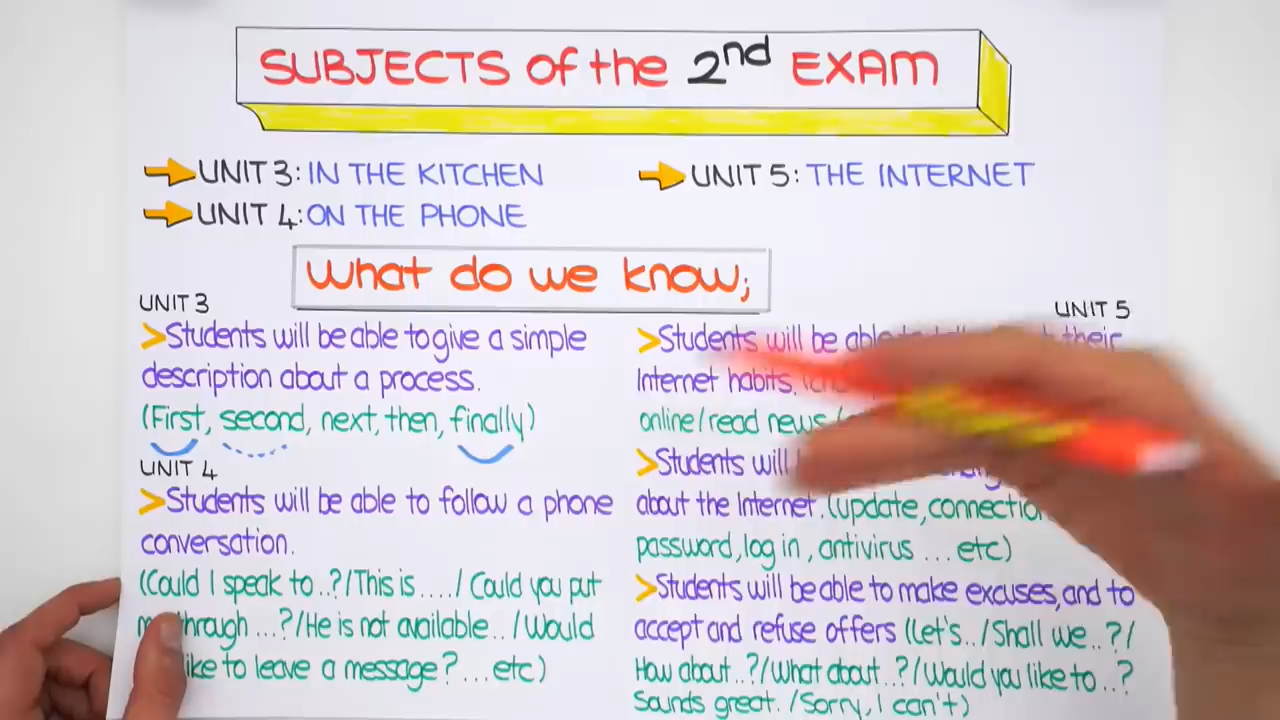 SUBJECTS of the 2nd EXAM
UNIT 3: IN THE KITCHEN
UNIT 4: ON THE PHONE
UNIT 5: THE INTERNET
What do we know;
UNIT 3
>Students will be able to give a simple
description about a process.
(First, second, next, then, finally)
UNIT 4
>Students will be able to follow a phone
conversation.
(Could I speak to..?/This is..../ Could you put
through ...?/He is not available../Would
like to leave a message?...etc)
UNIT 5
>Students will be able their
Internet habits.
online/read news
>Students will
about the Internet.(update, connection
password, log in, antivirus ... etc)
>Students will be able to make excuses, and to
accept and refuse offers (Let's../Shall we..?/
How about..?/What about..?/Would you like to..?
Sounds great./Sorry, I can't)